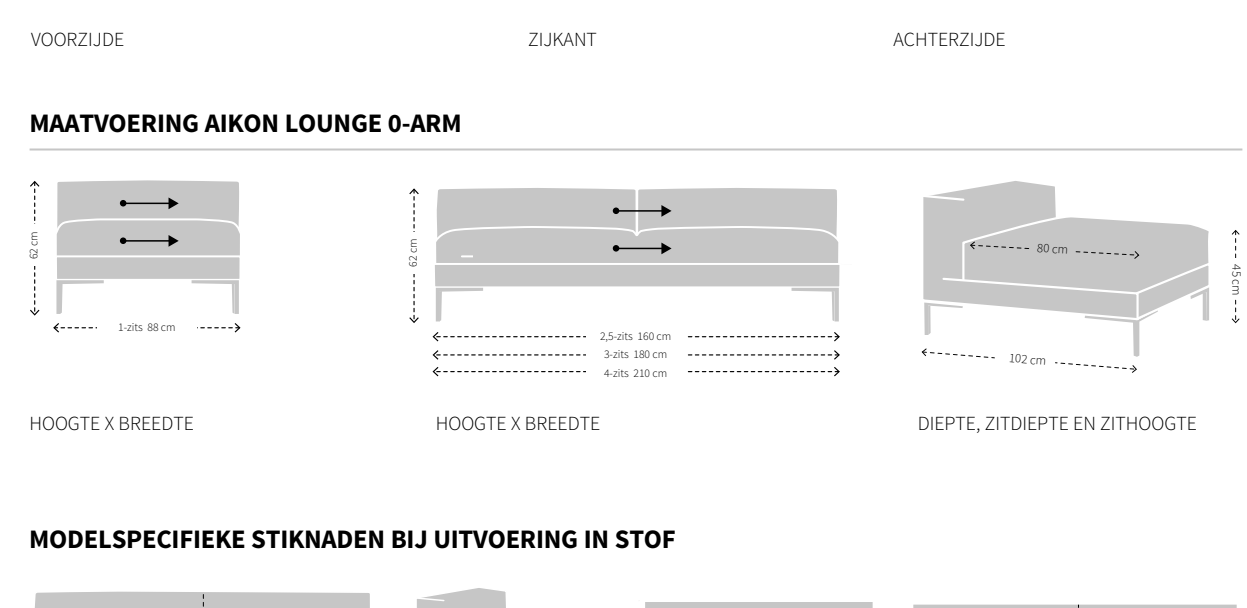 VOORZIJDE
ZIJKANT
ACHTERZIJDE
MAATVOERING AIKON LOUNGE 0-ARM
62 cm
1-zits 88 cm
62 cm
2,5-zits 160 cm
3-zits 180 cm
4-zits 210 cm
80 cm
45 cm
102 cm
HOOGTE X BREEDTE
HOOGTE X BREEDTE
DIEPTE, ZITDIEPTE EN ZITHOOGTE
MODELSPECIFIEKE STIKNADEN BIJ UITVOERING IN STOF